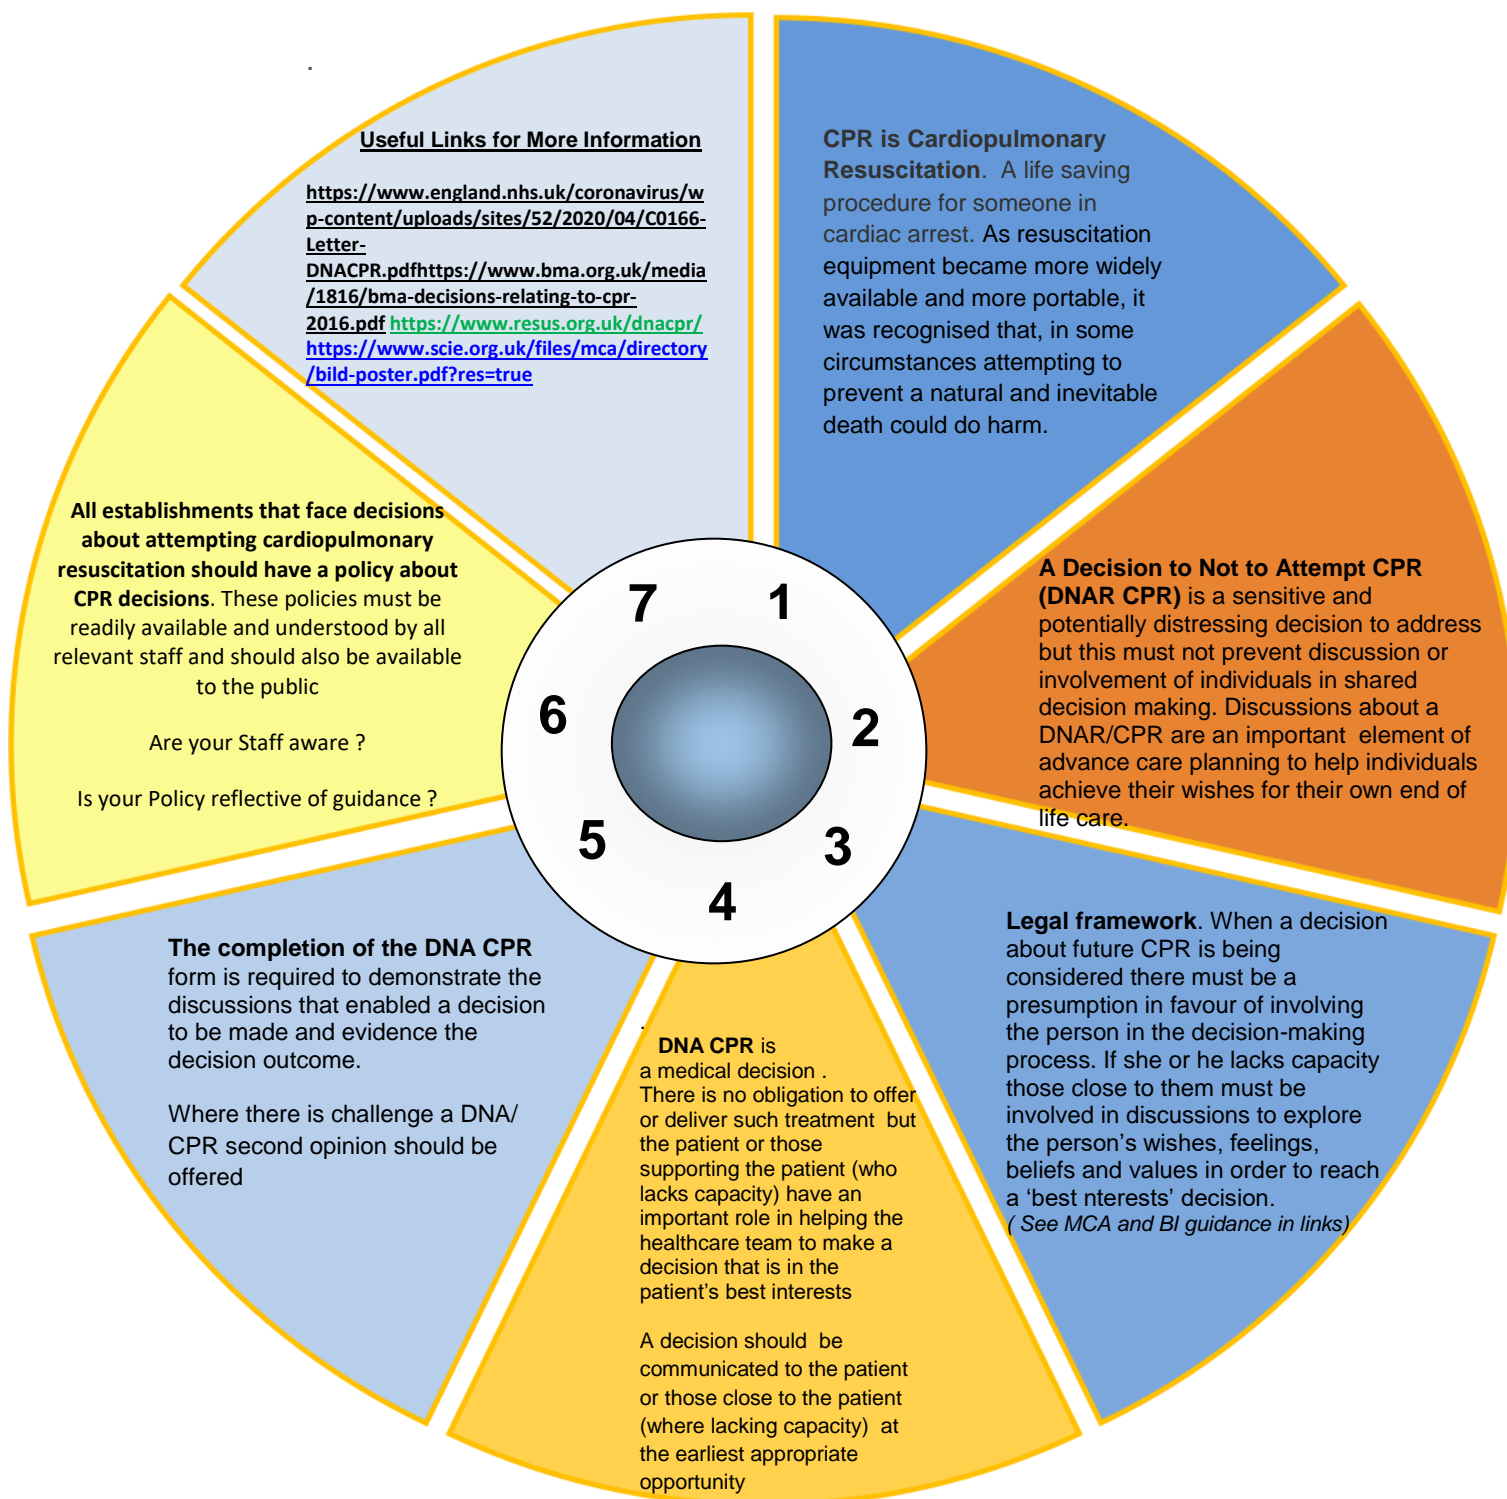 CPR is Cardiopulmonary
Resuscitation.  A life saving
procedure for someone in
cardiac arrest. As resuscitation
equipment became more widely
available and more portable, it
was recognised that, in some
circumstances attempting to
prevent a natural and inevitable
death could do harm.
A Decision to Not to Attempt CPR
(DNAR CPR) is a sensitive and
potentially distressing decision to address
but this must not prevent discussion or
involvement of individuals in shared
decision making. Discussions about a
DNAR/CPR are an important  element of
advance care planning to help individuals
achieve their wishes for their own end of
life care.
Legal framework. When a decision
about future CPR is being
considered there must be a
presumption in favour of involving
the person in the decision-making
process. If she or he lacks capacity
those close to them must be
involved in discussions to explore
the person’s wishes, feelings,
beliefs and values in order to reach
a ‘best nterests’ decision.
( See MCA and BI guidance in links)
.
DNA CPR is
a medical decision .
There is no obligation to offer
or deliver such treatment  but
the patient or those
supporting the patient (who
lacks capacity) have an
important role in helping the
healthcare team to make a
decision that is in the
patient’s best interests
A decision should  be
communicated to the patient
or those close to the patient
(where lacking capacity)  at
the earliest appropriate
opportunity
The completion of the DNA CPR
form is required to demonstrate the
discussions that enabled a decision
to be made and evidence the
decision outcome.
Where there is challenge a DNA/
CPR second opinion should be
offered
All establishments that face decisions
about attempting cardiopulmonary
resuscitation should have a policy about
CPR decisions. These policies must be
readily available and understood by all
relevant staff and should also be available
to the public
Are your Staff aware ?
Is your Policy reflective of guidance ?
.
Useful Links for More Information
https://www.england.nhs.uk/coronavirus/w
p-content/uploads/sites/52/2020/04/C0166-
Letter-
DNACPR.pdfhttps://www.bma.org.uk/media
/1816/bma-decisions-relating-to-cpr-
2016.pdf https://www.resus.org.uk/dnacpr/
https://www.scie.org.uk/files/mca/directory
/bild-poster.pdf?res=true
1
2
3
4
5
6
7